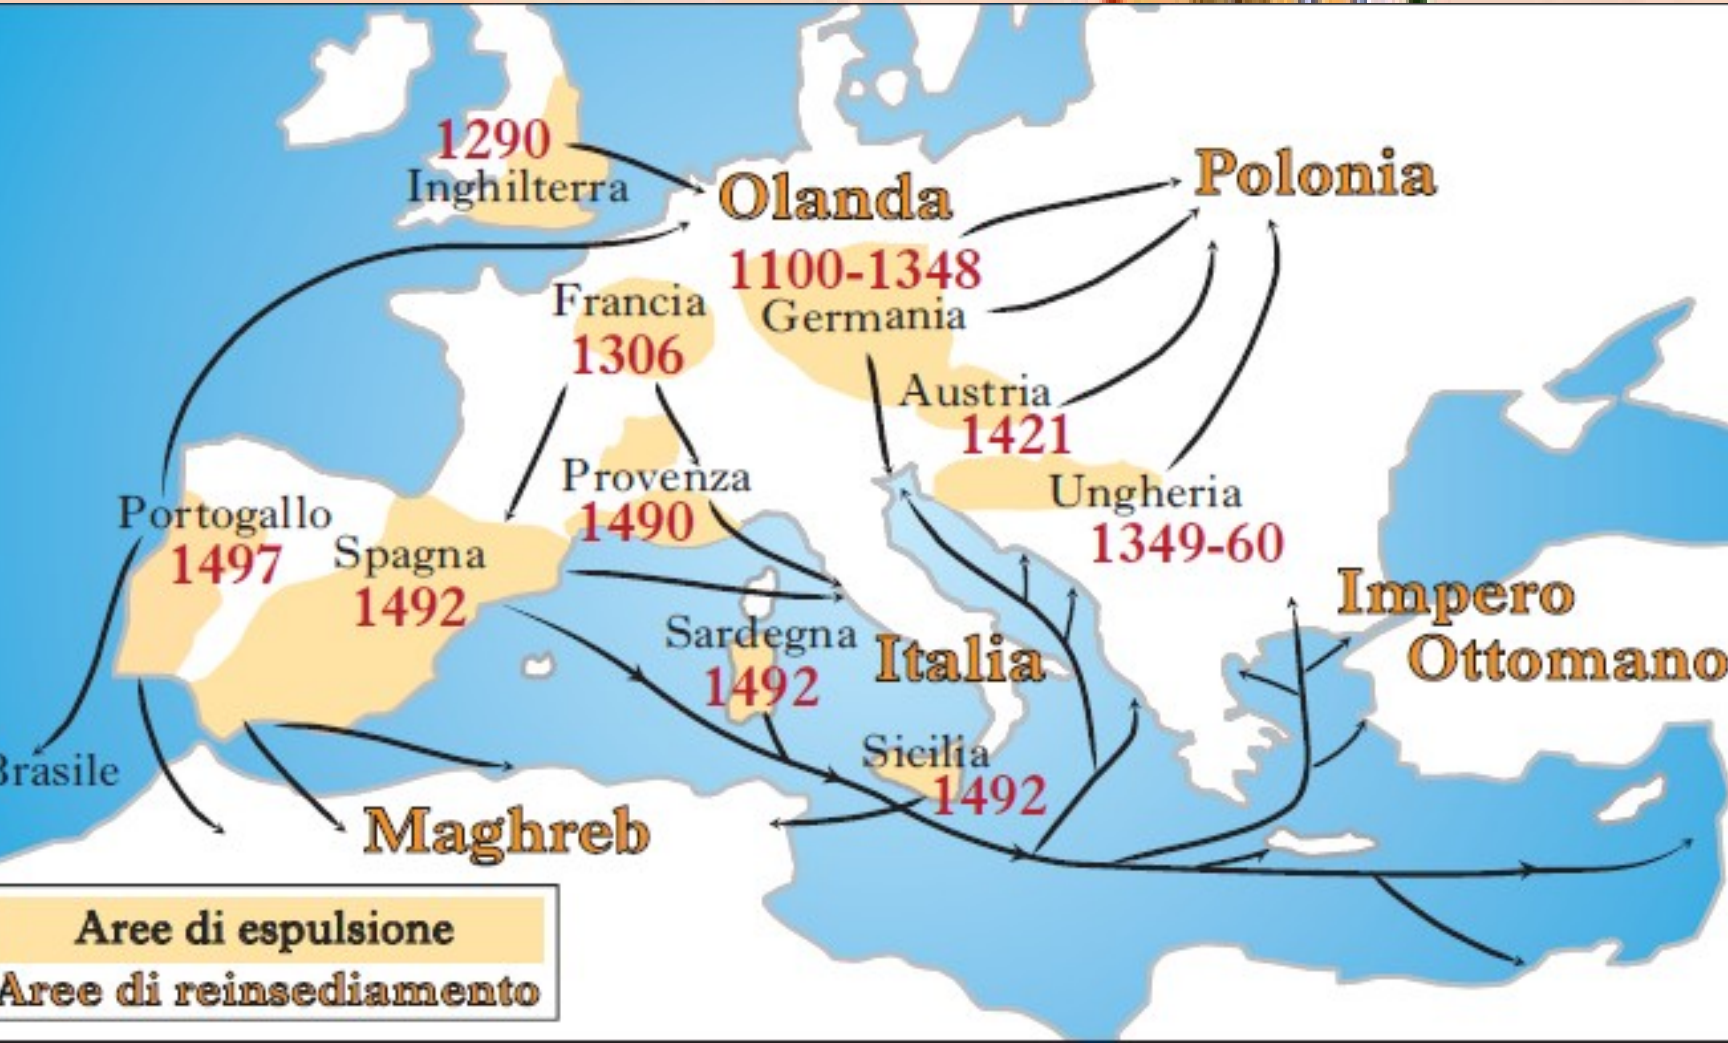 1290
Inghilterra
Olanda
Polonia
1100-1348
Germania
Francia
1306
Austria
1421
Provenza
1490
Ungheria
1349-60
Portogallo
1497
Spagna
1492
Impero
Ottomano
Sardegna
1492
Italia
Sicilia
1492
Brasile
Maghreb
Aree di espulsione
Aree di reinsediamento